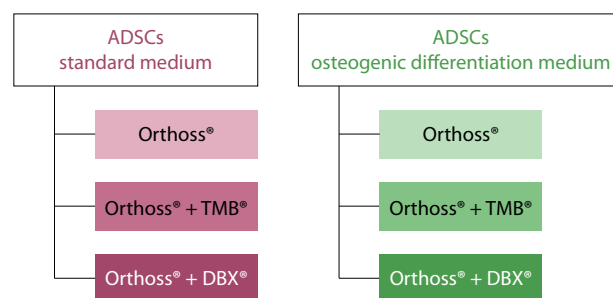 ADSCs
standard medium
Orthoss®
Orthoss® + TMB®
Orthoss® + DBX®
ADSCs
osteogenic differentiation medium
Orthoss®
Orthoss® + TMB®
Orthoss® + DBX®